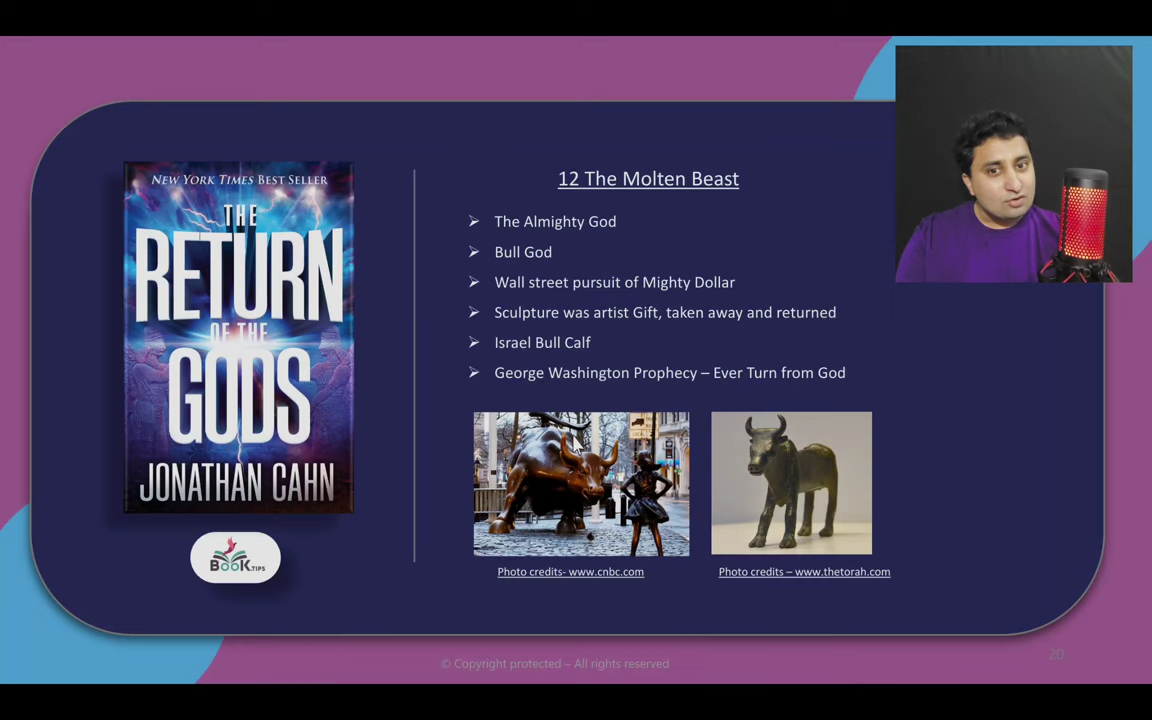 NEW YORK TIMES BEST SELLER
THE
RETURN
OF THE
GODS
JONATHAN CAHN
BOOK.TIPS
12 The Molten Beast
The Almighty God
Bull God
Wall street pursuit of Mighty Dollar
Sculpture was artist Gift, taken away and returned
Israel Bull Calf
George Washington Prophecy – Ever Turn from God
Photo credits- www.cnbc.com
Photo credits – www.thetorah.com
© Copyright protected – All rights reserved
20